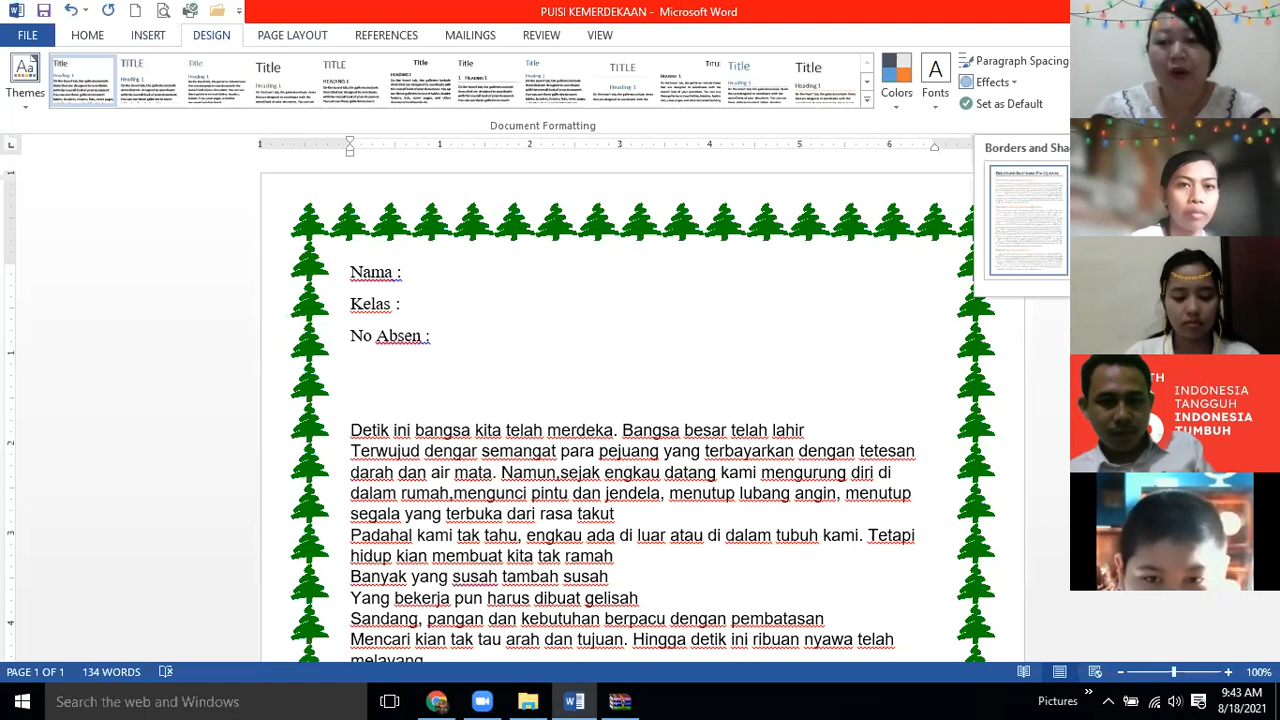 PUISI KEMERDEKAAN - Microsoft Word
FILE HOME INSERT DESIGN PAGE LAYOUT REFERENCES MAILINGS REVIEW VIEW
Themes
Colors
Fonts
Paragraph Spacing
Effects
Set as Default
Document Formatting
Borders and Sha
Nama :
Kelas :
No Absen :
Detik ini bangsa kita telah merdeka. Bangsa besar telah lahir
Terwujud dengar semangat para pejuang yang terbayarkan dengan tetesan
darah dan air mata. Namun,sejak engkau datang kami mengurung diri di
dalam rumah,mengunci pintu dan jendela, menutup lubang angin, menutup
segala yang terbuka dari rasa takut
Padahal kami tak tahu, engkau ada di luar atau di dalam tubuh kami. Tetapi
hidup kian membuat kita tak ramah
Banyak yang susah tambah susah
Yang bekerja pun harus dibuat gelisah
Sandang, pangan dan kebutuhan berpacu dengan pembatasan
Mencari kian tak tau arah dan tujuan. Hingga detik ini ribuan nyawa telah
melayang
TH INDONESIA
TANGGUH
INDONESIA
TUMBUH
PAGE 1 OF 1 134 WORDS
100%
Search the web and Windows
Pictures
9:43 AM
8/18/2021